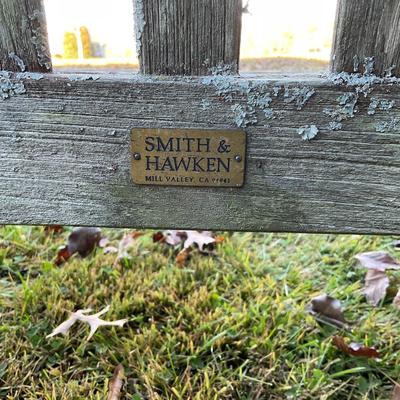 SMITH &
HAWKEN
MILL VALLEY, CA 94941